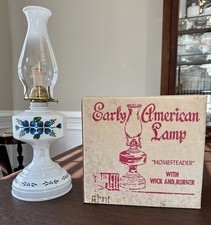 Early American
Lamp
"HOMESTEADER"
WITH
WICK AND BURNER